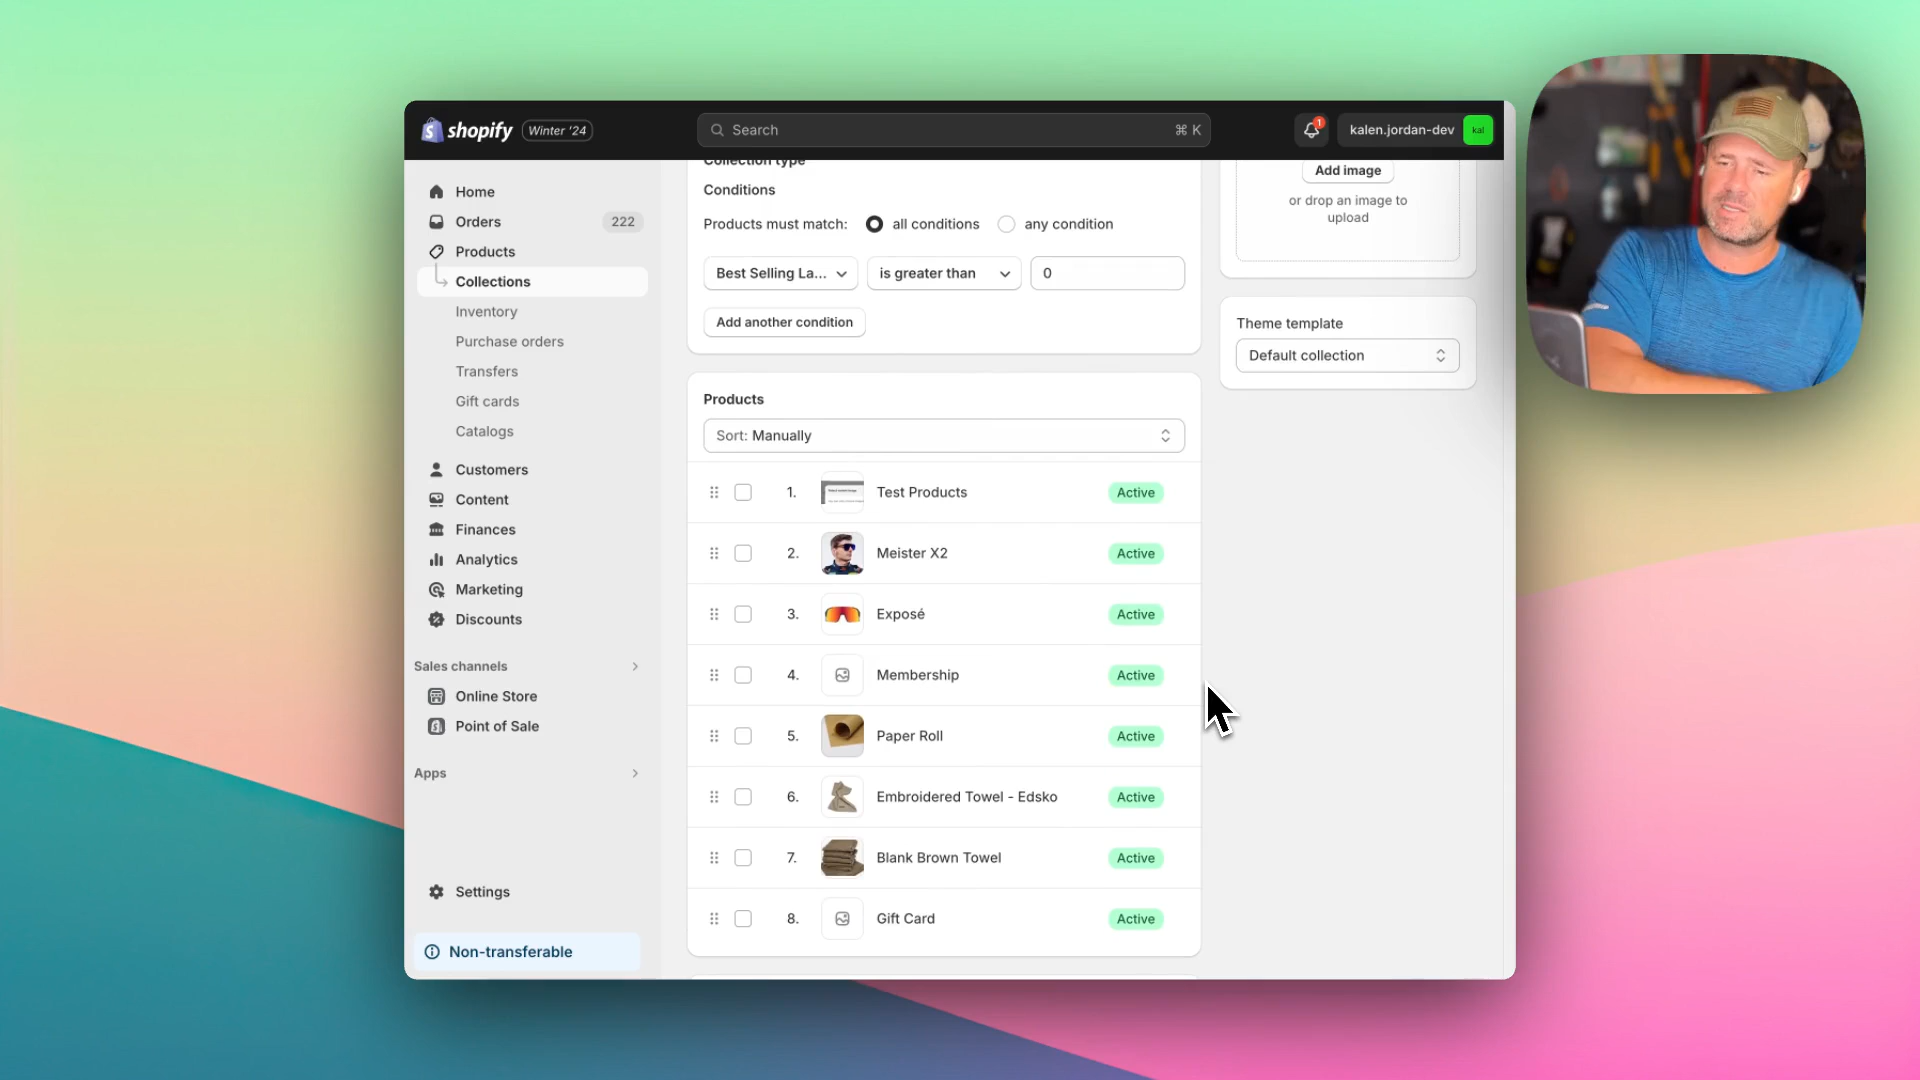 shopify Winter '24
Search ⌘ K
1
kalen.jordan-dev kal
Home
Orders 222
Products
Collections
Inventory
Purchase orders
Transfers
Gift cards
Catalogs
Customers
Content
Finances
Analytics
Marketing
Discounts
Sales channels
Online Store
Point of Sale
Apps
Settings
Non-transferable
Collection type
Conditions
Products must match: all conditions any condition
Best Selling La... is greater than 0
Add another condition
Products
Sort: Manually
1. Test Products Active
2. Meister X2 Active
3. Exposé Active
4. Membership Active
5. Paper Roll Active
6. Embroidered Towel - Edsko Active
7. Blank Brown Towel Active
8. Gift Card Active
Add image
or drop an image to
upload
Theme template
Default collection